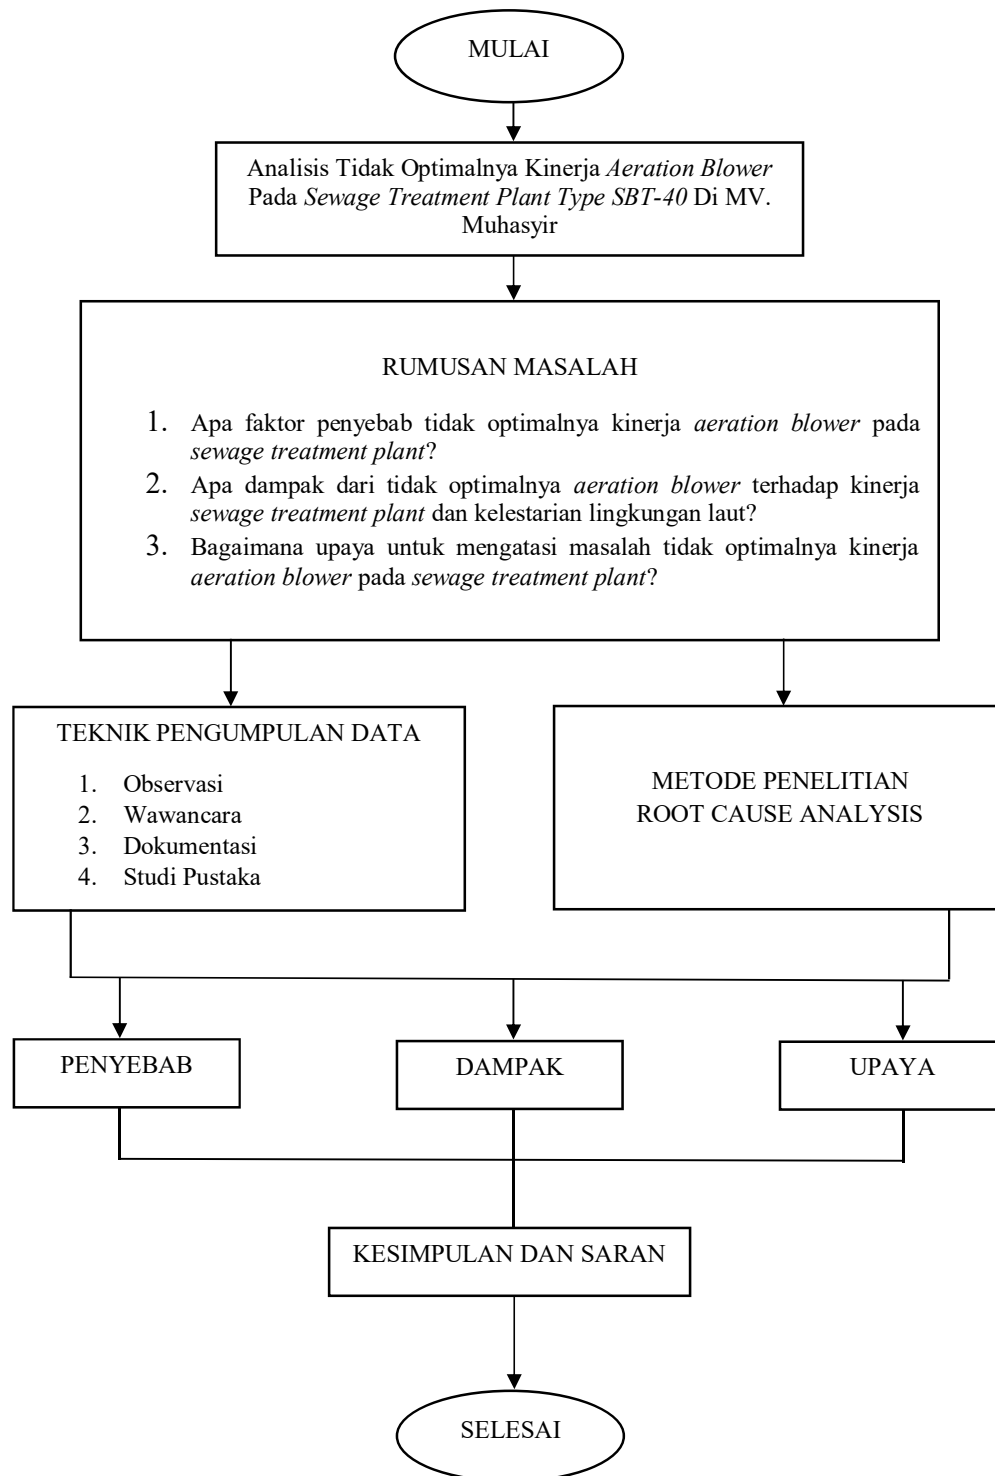 MULAI
Analisis Tidak Optimalnya Kinerja Aeration Blower
Pada Sewage Treatment Plant Type SBT-40 Di MV.
Muhasyir
RUMUSAN MASALAH
1. Apa faktor penyebab tidak optimalnya kinerja aeration blower pada
sewage treatment plant?
2. Apa dampak dari tidak optimalnya aeration blower terhadap kinerja
sewage treatment plant dan kelestarian lingkungan laut?
3. Bagaimana upaya untuk mengatasi masalah tidak optimalnya kinerja
aeration blower pada sewage treatment plant?
TEKNIK PENGUMPULAN DATA
1. Observasi
2. Wawancara
3. Dokumentasi
4. Studi Pustaka
METODE PENELITIAN
ROOT CAUSE ANALYSIS
PENYEBAB
DAMPAK
UPAYA
KESIMPULAN DAN SARAN
SELESAI